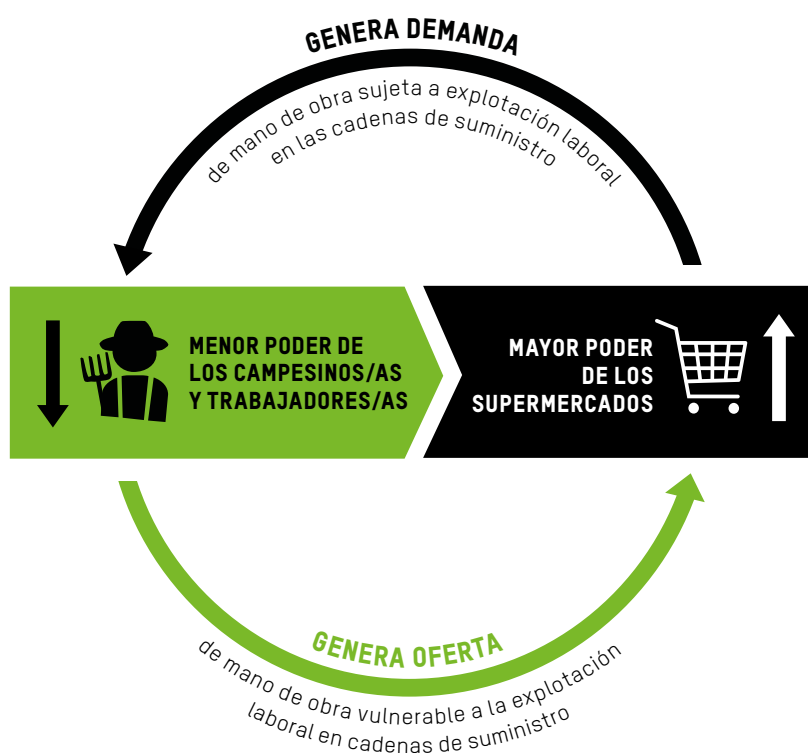 GENERA DEMANDA
de mano de obra sujeta a explotación laboral
en las cadenas de suministro
MENOR PODER DE
LOS CAMPESINOS/AS
Y TRABAJADORES/AS
MAYOR PODER
DE LOS
SUPERMERCADOS
GENERA OFERTA
de mano de obra vulnerable a la explotación
laboral en cadenas de suministro